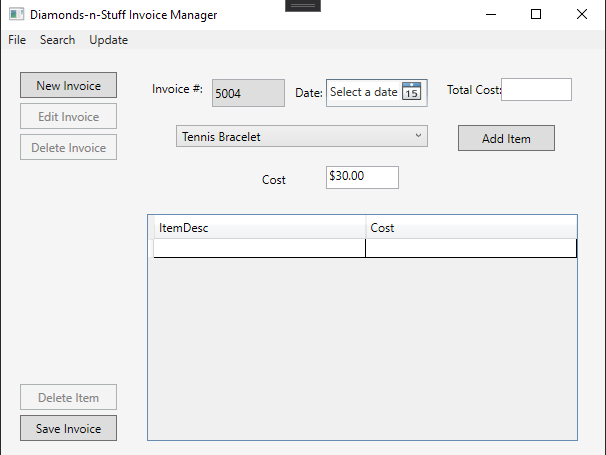 Diamonds-n-Stuff Invoice Manager
File Search Update
New Invoice
Invoice #: 5004 Date: Select a date 15 Total Cost:
Edit Invoice
Tennis Bracelet Add Item
Delete Invoice
Cost $30.00
ItemDesc Cost
Delete Item
Save Invoice